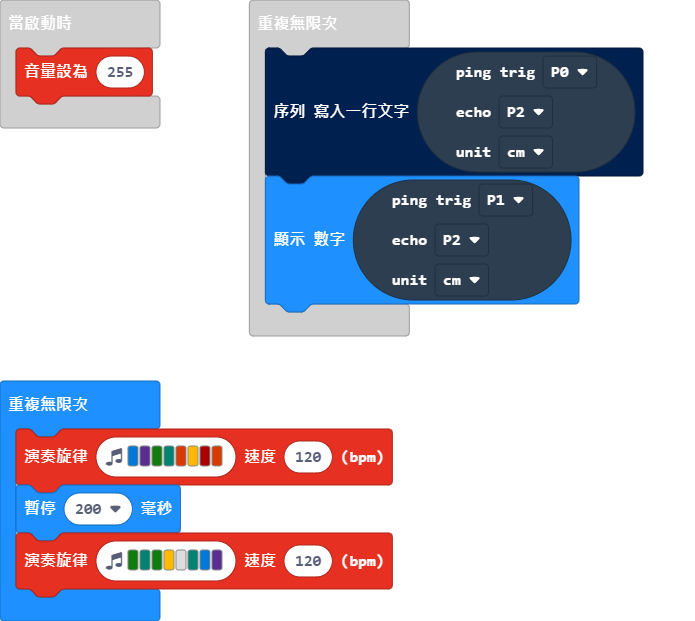 當啟動時
音量設為 255
重複無限次
序列 寫入一行文字 ping trig P0
echo P2
unit cm
顯示 數字 ping trig P1
echo P2
unit cm
重複無限次
演奏旋律 速度 120 (bpm)
暫停 200 毫秒
演奏旋律 速度 120 (bpm)